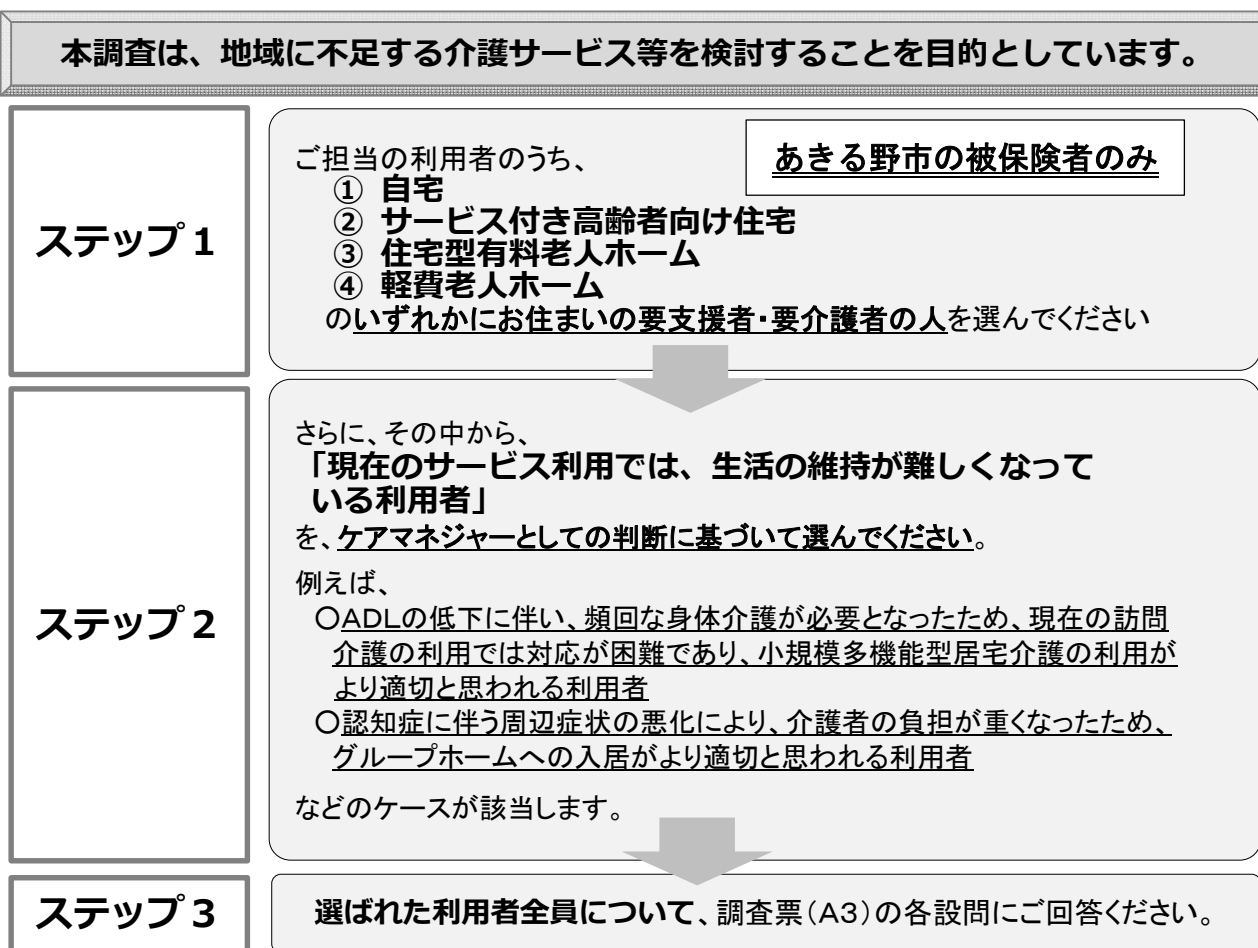 本調査は、地域に不足する介護サービス等を検討することを目的としています。
ステップ1
ご担当の利用者のうち、
あきる野市の被保険者のみ
① 自宅
② サービス付き高齢者向け住宅
③ 住宅型有料老人ホーム
④ 軽費老人ホーム
のいずれかにお住まいの要支援者・要介護者の人を選んでください
ステップ2
さらに、その中から、
「現在のサービス利用では、生活の維持が難しくなって
いる利用者」
を、ケアマネジャーとしての判断に基づいて選んでください。
例えば、
○ADLの低下に伴い、頻回な身体介護が必要となったため、現在の訪問
介護の利用では対応が困難であり、小規模多機能型居宅介護の利用が
より適切と思われる利用者
○認知症に伴う周辺症状の悪化により、介護者の負担が重くなったため、
グループホームへの入居がより適切と思われる利用者
などのケースが該当します。
ステップ3
選ばれた利用者全員について、調査票(A3)の各設問にご回答ください。